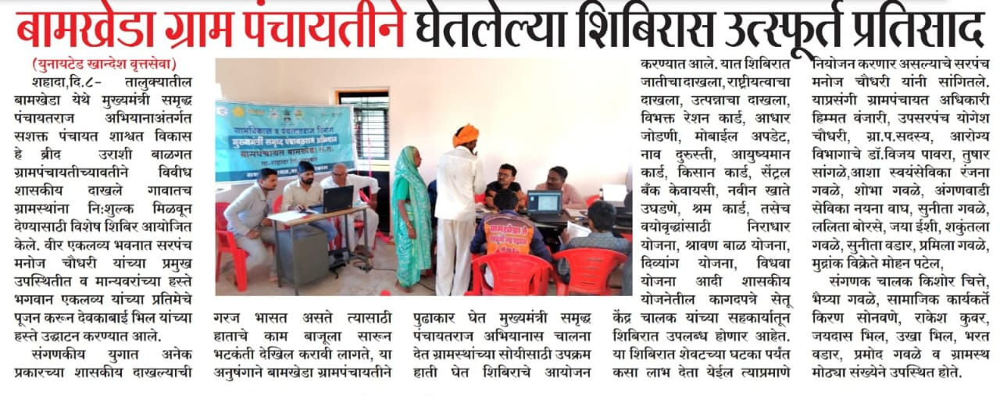 बामखेडा ग्राम पंचायतीने घेतलेल्या शिबिरास उत्स्फूर्त प्रतिसाद
(युनायटेड खान्देश वृत्तसेवा)
शहादा,दि.८- तालुक्यातील
बामखेडा येथे मुख्यमंत्री समृद्ध
पंचायतराज अभियानाअंतर्गत
सशक्त पंचायत शाश्वत विकास
हे ब्रीद उराशी बाळगत
ग्रामपंचायतीच्यावतीने विवीध
शासकीय दाखले गावातच
ग्रामस्थांना नि:शुल्क मिळवून
देण्यासाठी विशेष शिबिर आयोजित
केले. वीर एकलव्य भवनात सरपंच
मनोज चौधरी यांच्या प्रमुख
उपस्थितीत व मान्यवरांच्या हस्ते
भगवान एकलव्य यांच्या प्रतिमेचे
पूजन करून देवकाबाई भिल यांच्या
हस्ते उद्घाटन करण्यात आले.
संगणकीय युगात अनेक
प्रकारच्या शासकीय दाखल्याची
ग्रामविकास व पंचायतराज विभाग
मुख्यमंत्री समृध्द पंचायतराज अभियान
ग्रामपंचायत बामखेडा त.त.
ता.शहादा जि.
बामखेडा
गरज भासत असते त्यासाठी
हाताचे काम बाजूला सारून
भटकंती देखिल करावी लागते, या
अनुषंगाने बामखेडा ग्रामपंचायतीने
पुढाकार घेत मुख्यमंत्री समृद्ध
पंचायतराज अभियानास चालना
देत ग्रामस्थांच्या सोयीसाठी उपक्रम
हाती घेत शिबिराचे आयोजन
करण्यात आले. यात शिबिरात
जातीचा दाखला, राष्ट्रीयत्वाचा
दाखला, उत्पन्नाचा दाखला,
विभक्त रेशन कार्ड, आधार
जोडणी, मोबाईल अपडेट,
नाव दुरुस्ती, आयुष्यमान
कार्ड, किसान कार्ड, सेंट्रल
बँक केवायसी, नवीन खाते
उघडणे, श्रम कार्ड, तसेच
वयोवृध्दांसाठी निराधार
योजना, श्रावण बाळ योजना,
दिव्यांग योजना, विधवा
योजना आदी शासकीय
योजनेतील कागदपत्रे सेतू
केंद्र चालक यांच्या सहकार्यातून
शिबिरात उपलब्ध होणार आहेत.
या शिबिरात शेवटच्या घटका पर्यंत
कसा लाभ देता येईल त्याप्रमाणे
नियोजन करणार असल्याचे सरपंच
मनोज चौधरी यांनी सांगितले.
याप्रसंगी ग्रामपंचायत अधिकारी
हिम्मत वंजारी, उपसरपंच योगेश
चौधरी, ग्रा.प.सदस्य, आरोग्य
विभागाचे डॉ.विजय पावरा, तुषार
सांगळे,आशा स्वयंसेविका रंजना
गवळे, शोभा गवळे, अंगणवाडी
सेविका नयना वाघ, सुनीता गवळे,
ललिता बोरसे, जया ईशी, शकुंतला
गवळे, सुनीता वडार, प्रमिला गवळे,
मुद्रांक विक्रेते मोहन पटेल,
संगणक चालक किशोर चित्ते,
भैय्या गवळे, सामाजिक कार्यकर्ते
किरण सोनवणे, राकेश कुवर,
जयदास भिल, उखा भिल, भरत
वडार, प्रमोद गवळे व ग्रामस्थ
मोठ्या संख्येने उपस्थित होते.